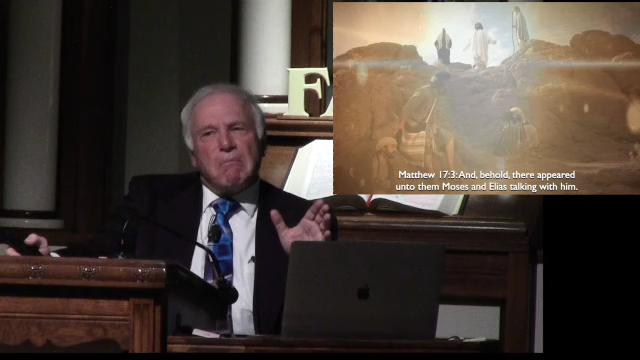 F
Matthew 17:3: And, behold, there appeared
unto them Moses and Elias talking with him.